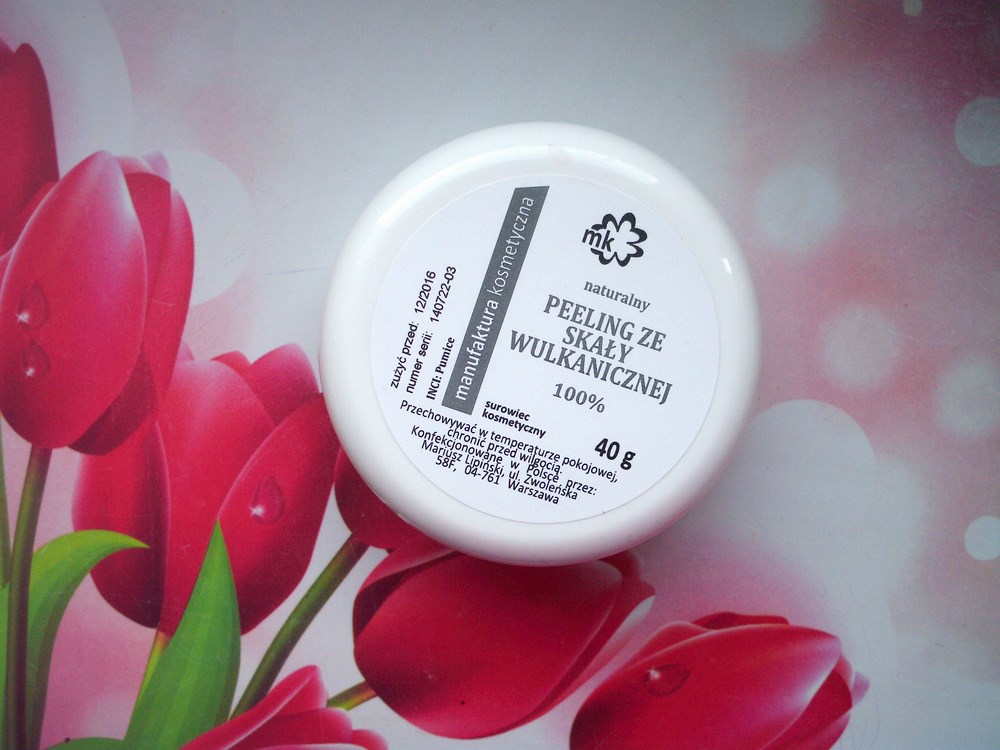 mk
naturalny
PEELING ZE
SKAŁY
WULKANICZNEJ
100%
40 g
manufaktura kosmetyczna
zużyć przed: 12/2016
numer serii: 140722-03
INCI: Pumice
surowiec
kosmetyczny
Przechowywać w temperaturze pokojowej,
chronić przed wilgocią.
Konfekcjonowane w Polsce przez:
Mariusz Lipiński, ul. Zwoleńska
58F, 04-761 Warszawa